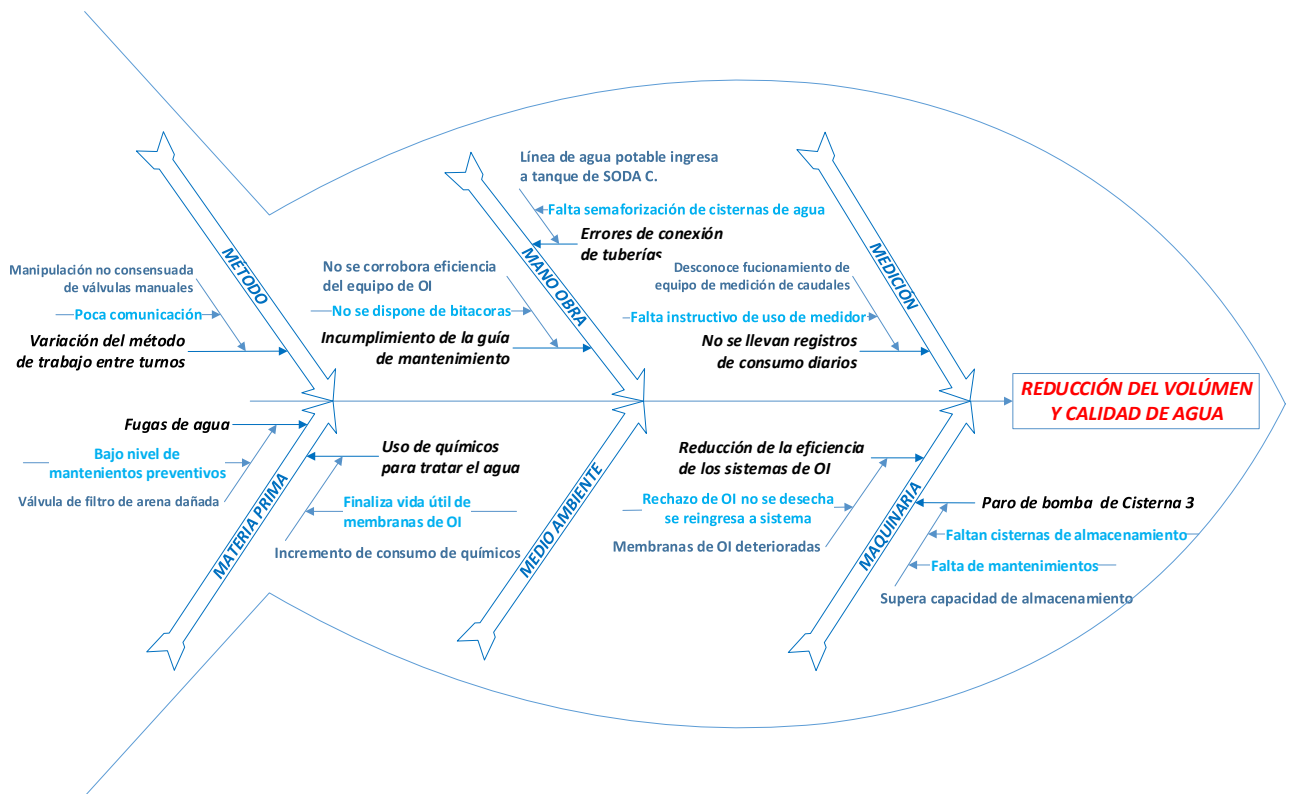 Línea de agua potable ingresa
a tanque de SODA C.
Falta semaforización de cisternas de agua
Errores de conexión
de tuberías
MÉTODO
Manipulación no consensuada
de válvulas manuales
Poca comunicación
Variación del método
de trabajo entre turnos
MANO OBRA
No se corrobora eficiencia
del equipo de OI
No se dispone de bitacoras
Incumplimiento de la guía
de mantenimiento
MEDICIÓN
Desconoce fucionamiento de
equipo de medición de caudales
Falta instructivo de uso de medidor
No se llevan registros
de consumo diarios
REDUCCIÓN DEL VOLÚMEN
Y CALIDAD DE AGUA
Fugas de agua
Bajo nivel de
mantenientos preventivos
Válvula de filtro de arena dañada
MATERIA PRIMA
Uso de químicos
para tratar el agua
Finaliza vida útil de
membranas de OI
Incremento de consumo de químicos
MEDIO AMBIENTE
Reducción de la eficiencia
de los sistemas de OI
Rechazo de OI no se desecha
se reingresa a sistema
Membranas de OI deterioradas
MAQUINARIA
Paro de bomba de Cisterna 3
Faltan cisternas de almacenamiento
Falta de mantenimientos
Supera capacidad de almacenamiento